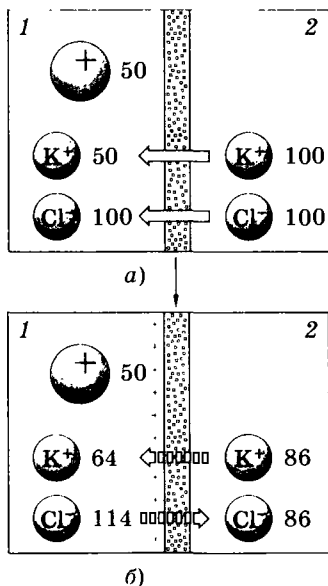 1 2
+ 50
K⁺ 50 K⁺ 100
Cl⁻ 100 Cl⁻ 100
а)
1 2
+ 50
K⁺ 64 K⁺ 86
Cl⁻ 114 Cl⁻ 86
б)